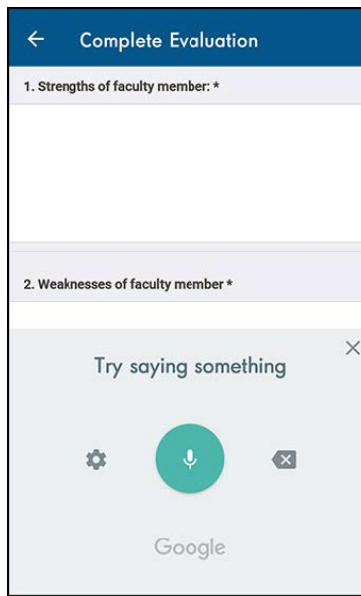 Complete Evaluation
1. Strengths of faculty member: *
2. Weaknesses of faculty member *
Try saying something
Google